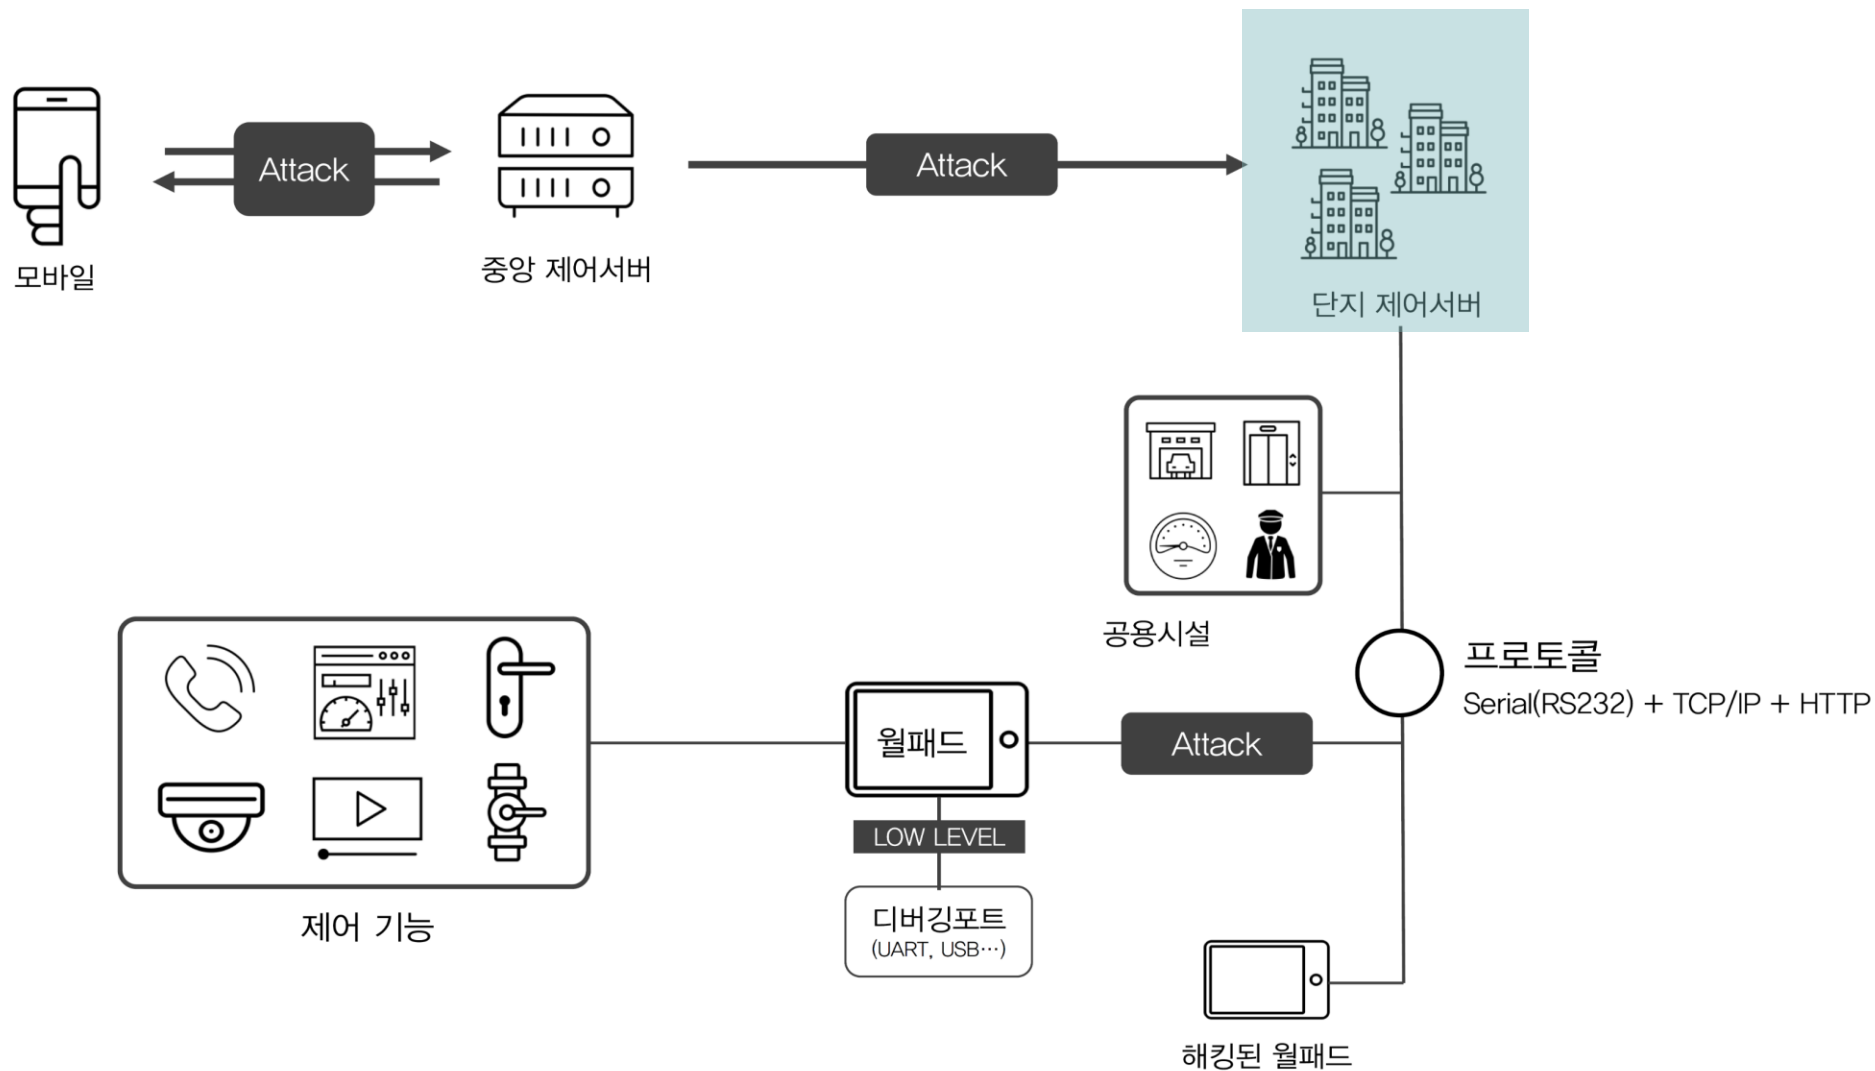 Attack
Attack
모바일
중앙 제어서버
단지 제어서버
공용시설
프로토콜
Serial(RS232) + TCP/IP + HTTP
월패드
Attack
LOW LEVEL
디버깅포트
(UART, USB…)
제어 기능
해킹된 월패드